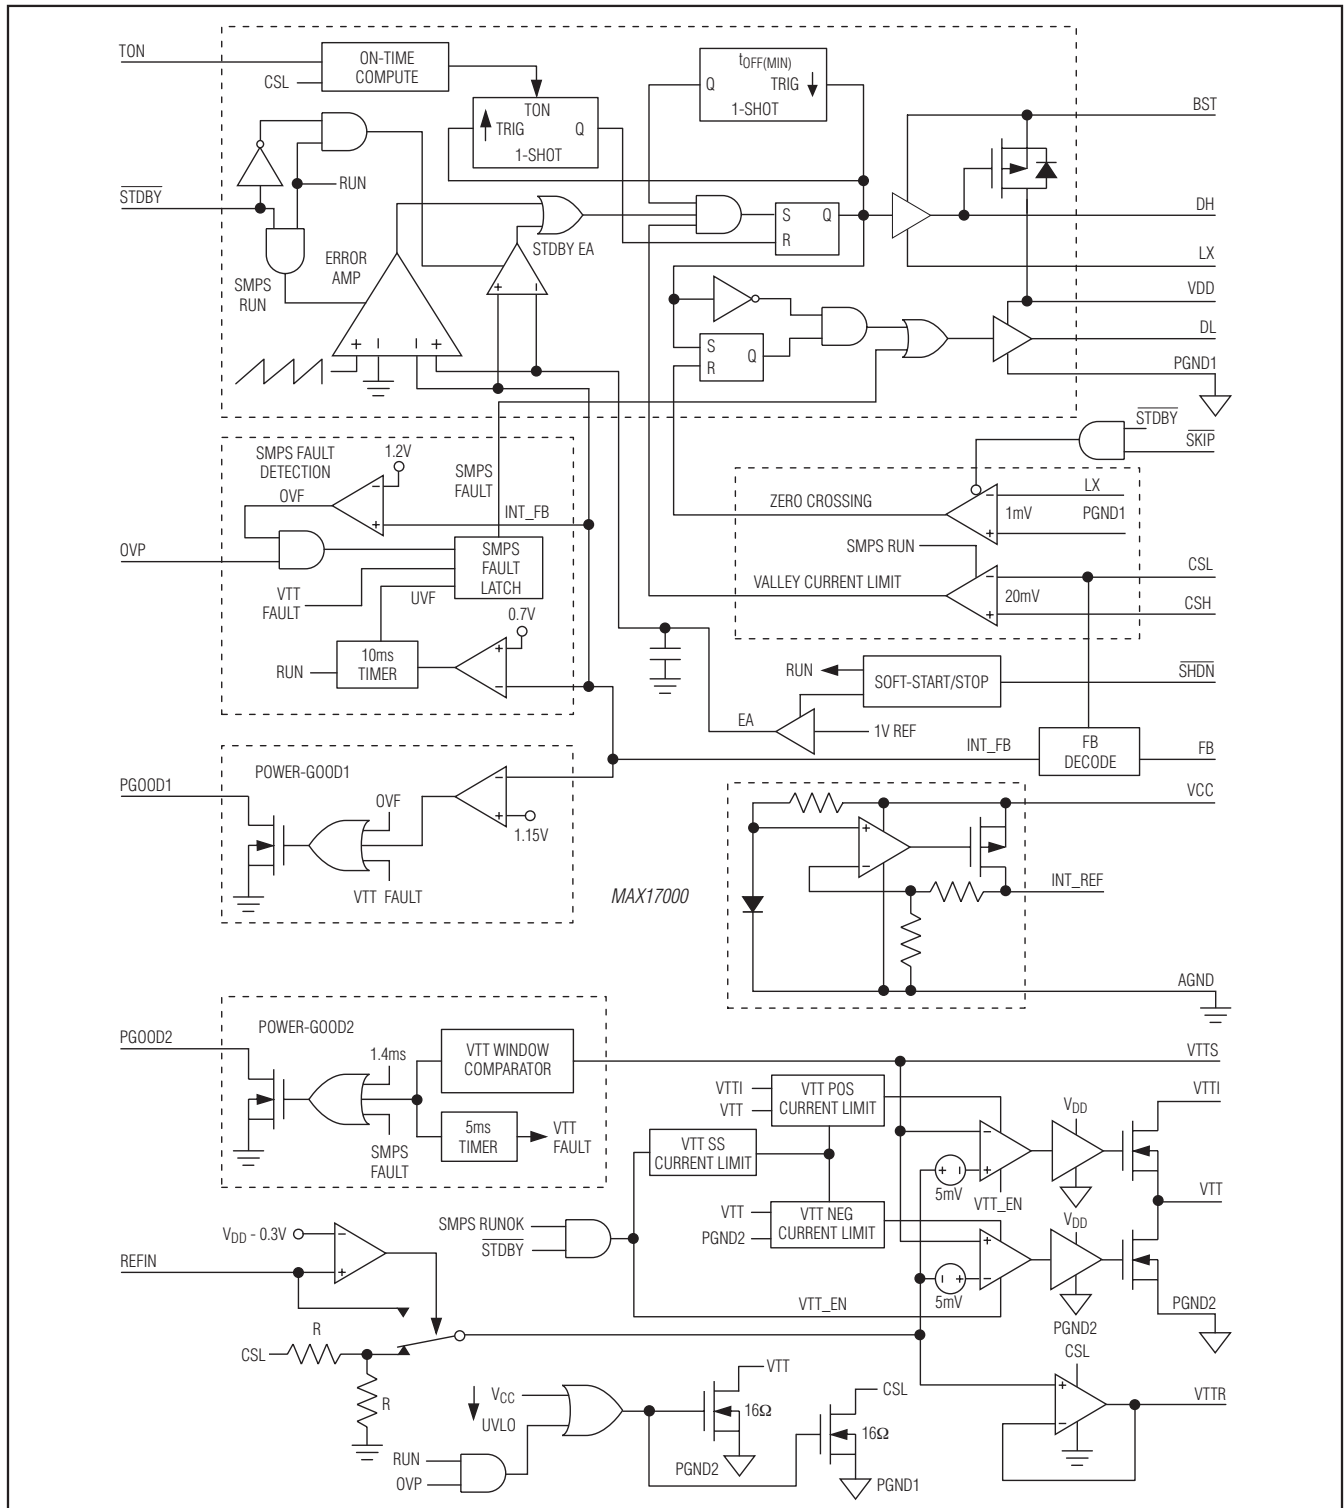 TON
ON-TIME
COMPUTE
CSL
TON
TRIG
Q
1-SHOT
tOFF(MIN)
Q
TRIG
1-SHOT
BST
RUN
STDBY
STDBY EA
S
Q
R
DH
ERROR
AMP
SMPS
RUN
LX
VDD
+
−
−
+
+
−
S
Q
R
DL
PGND1
STDBY
SKIP
SMPS FAULT
DETECTION
1.2V
OVF
−
+
SMPS
FAULT
INT_FB
ZERO CROSSING
−
1mV
+
LX
PGND1
OVP
SMPS
FAULT
LATCH
SMPS RUN
VTT
FAULT
UVF
VALLEY CURRENT LIMIT
−
20mV
+
CSL
CSH
0.7V
RUN
10ms
TIMER
+
−
RUN
SOFT-START/STOP
SHDN
EA
1V REF
INT_FB
FB
DECODE
FB
PGOOD1
POWER-GOOD1
OVF
−
+
1.15V
VTT FAULT
VCC
+
−
INT_REF
MAX17000
AGND
PGOOD2
POWER-GOOD2
1.4ms
VTT WINDOW
COMPARATOR
VTTS
5ms
TIMER
VTT
FAULT
SMPS
FAULT
VTTI
VTT
VTT POS
CURRENT LIMIT
VTT SS
CURRENT LIMIT
VTT
PGND2
VTT NEG
CURRENT LIMIT
−
+
+ −
5mV
VTT_EN
VDD
VTTI
VTT
+
−
− +
5mV
VDD
PGND2
PGND2
SMPS RUNOK
STDBY
VTT_EN
VDD - 0.3V
−
+
REFIN
CSL
R
R
VCC
UVLO
RUN
OVP
VTT
16Ω
PGND2
CSL
16Ω
PGND1
CSL
+
−
VTTR